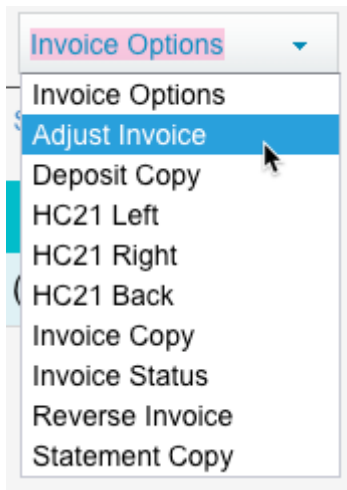 Invoice Options
Invoice Options
Adjust Invoice
Deposit Copy
HC21 Left
HC21 Right
HC21 Back
Invoice Copy
Invoice Status
Reverse Invoice
Statement Copy